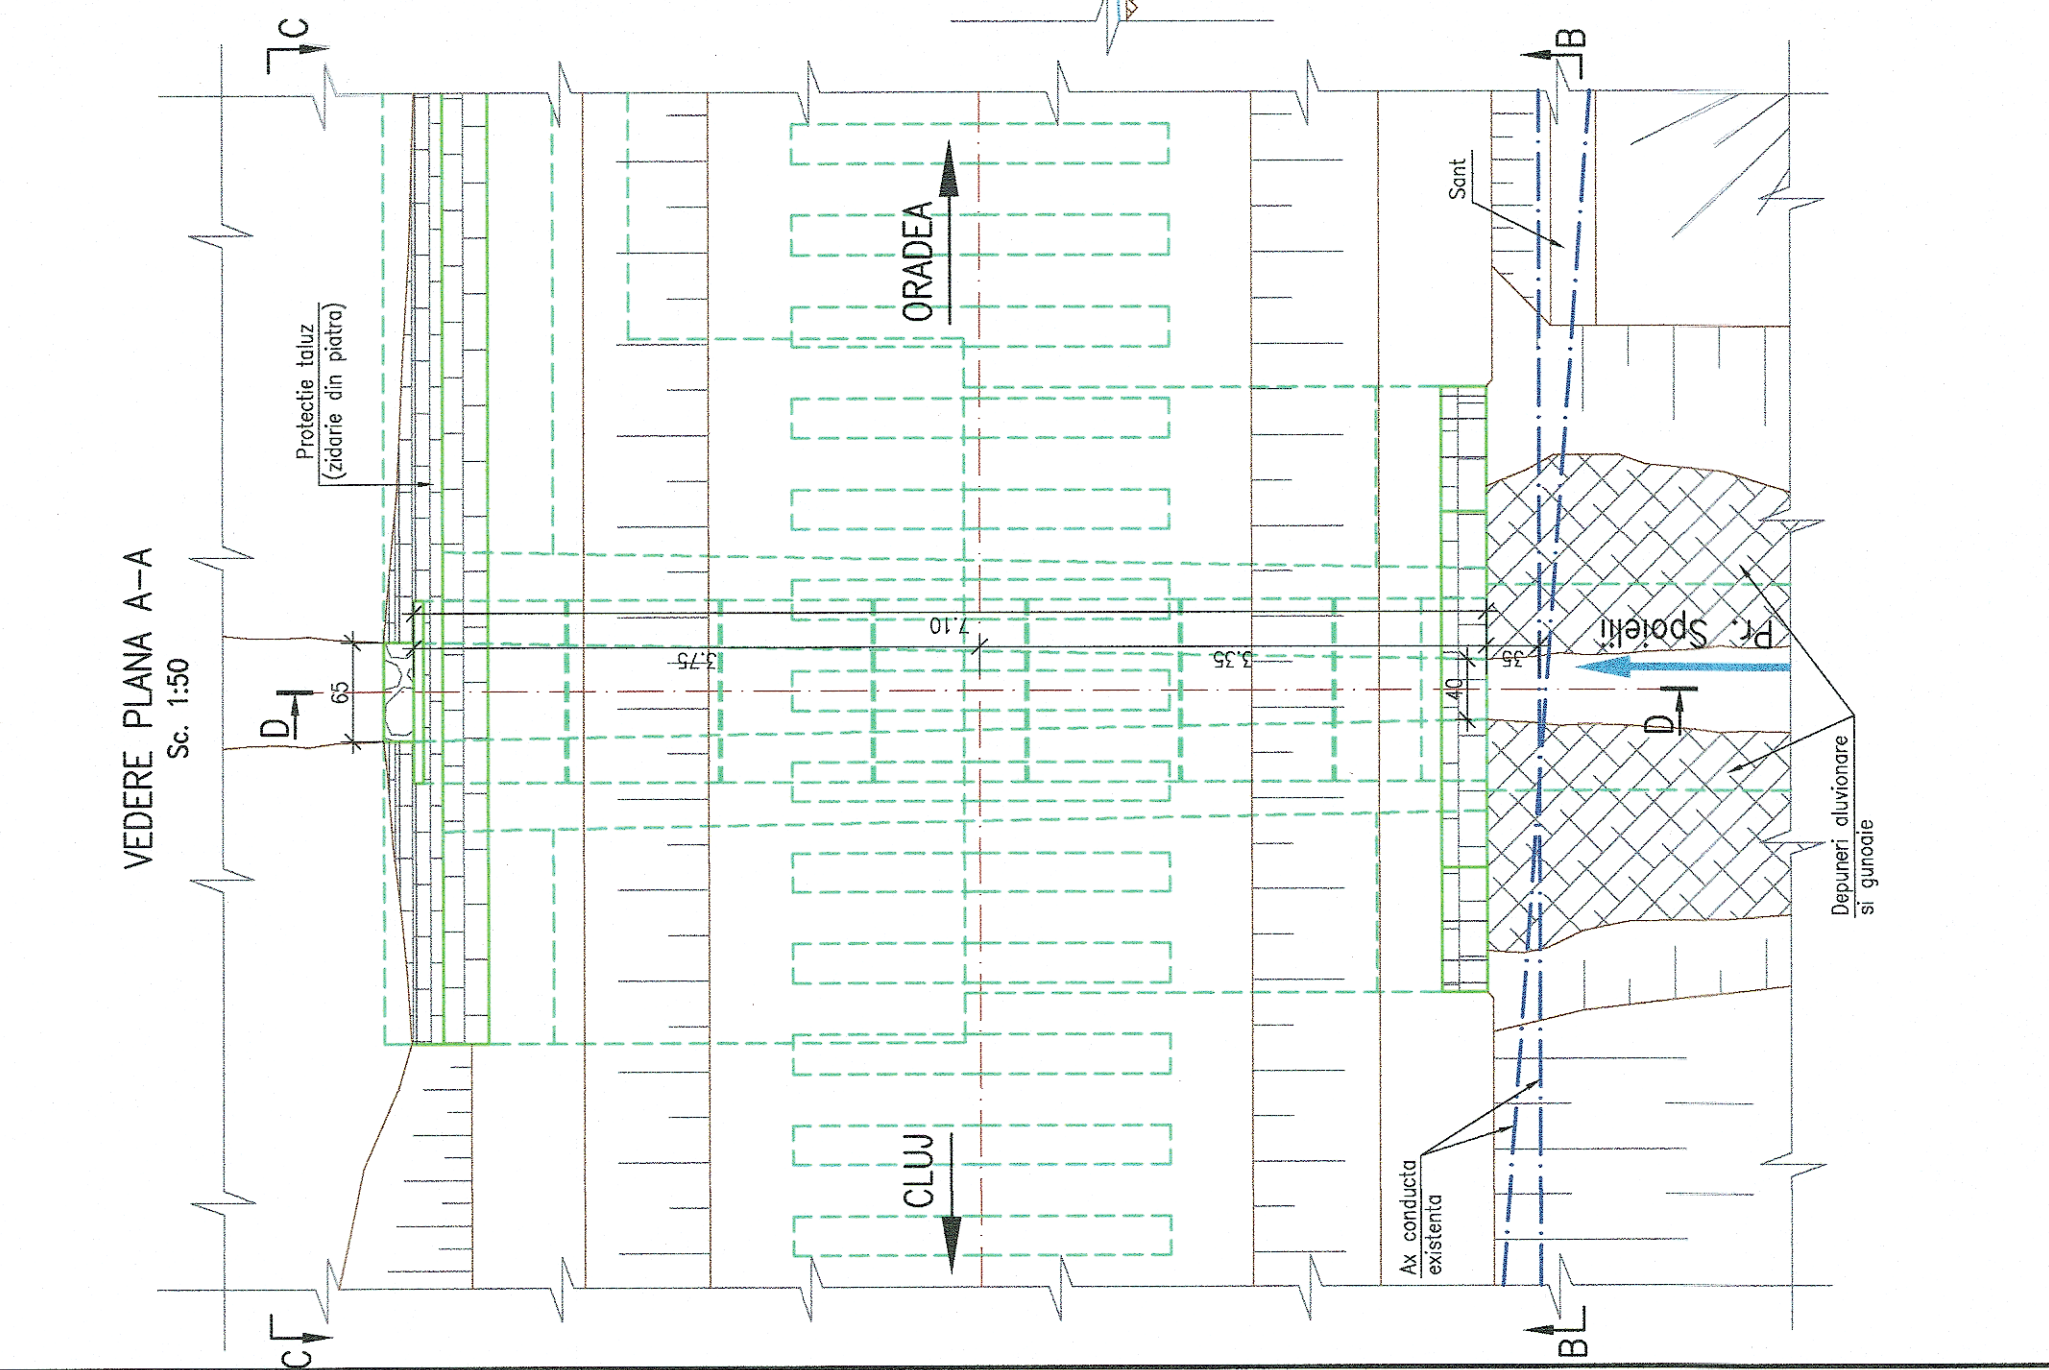 VEDERE PLANA A-A
Sc. 1:50
C
C
B
B
D
D
Protectie taluz
(zidarie din piatra)
ORADEA
CLUJ
Sant
65
7.10
3.75
3.35
35
40
Pr. Spoielii
Depuneri aluvionare
si gunoaie
Ax conducta
existenta